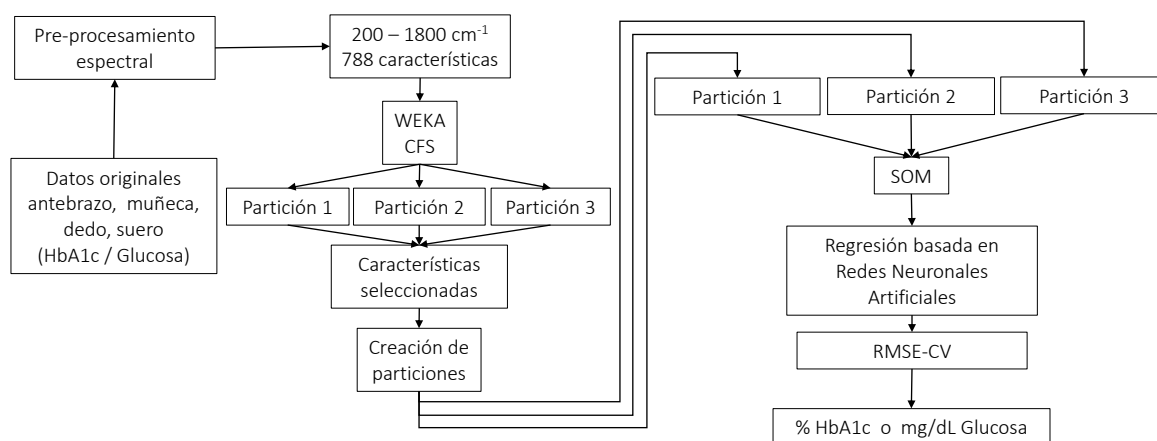 Pre-procesamiento
espectral
200 – 1800 cm⁻¹
788 características
WEKA
CFS
Datos originales
antebrazo, muñeca,
dedo, suero
(HbA1c / Glucosa)
Partición 1
Partición 2
Partición 3
Características
seleccionadas
Creación de
particiones
Partición 1
Partición 2
Partición 3
SOM
Regresión basada en
Redes Neuronales
Artificiales
RMSE-CV
% HbA1c o mg/dL Glucosa